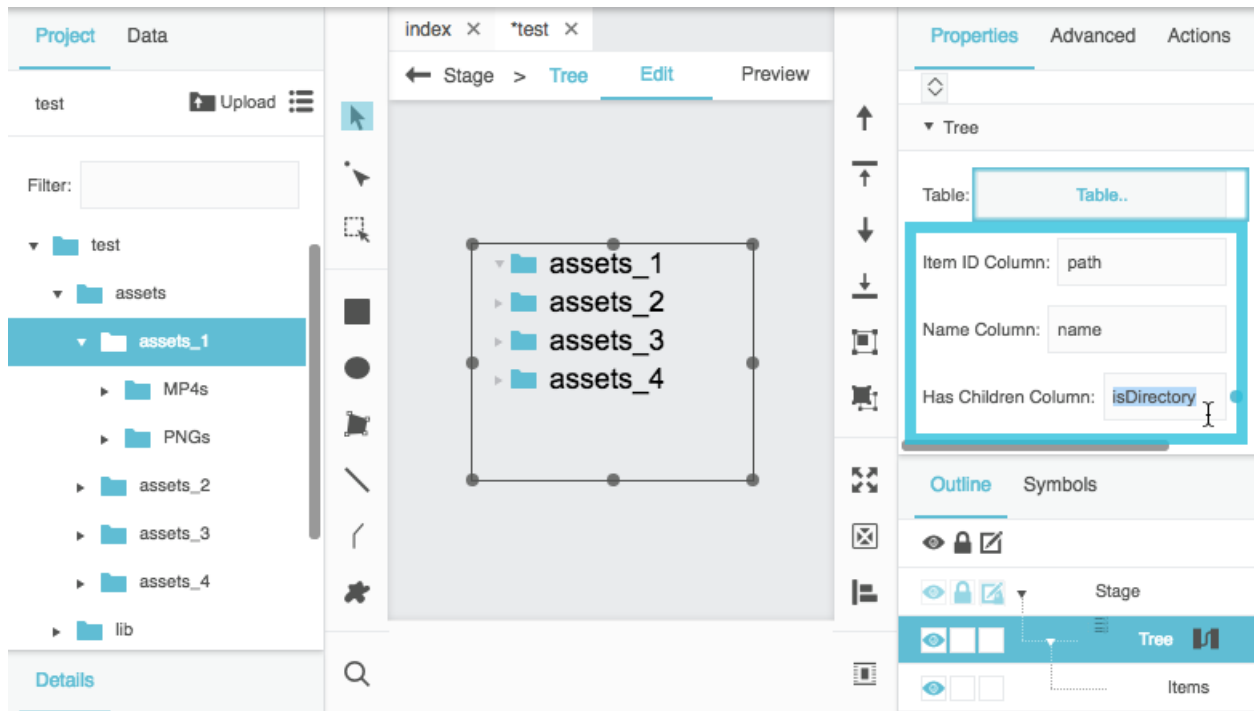 Project Data
test Upload
Filter:
test
assets
assets_1
MP4s
PNGs
assets_2
assets_3
assets_4
lib
Details
index *test
Stage > Tree Edit Preview
assets_1
assets_2
assets_3
assets_4
Properties Advanced Actions
Tree
Table: Table..
Item ID Column: path
Name Column: name
Has Children Column: isDirectory
Outline Symbols
Stage
Tree
Items